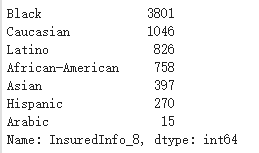 Black 3801
Caucasian 1046
Latino 826
African-American 758
Asian 397
Hispanic 270
Arabic 15
Name: InsuredInfo_8, dtype: int64